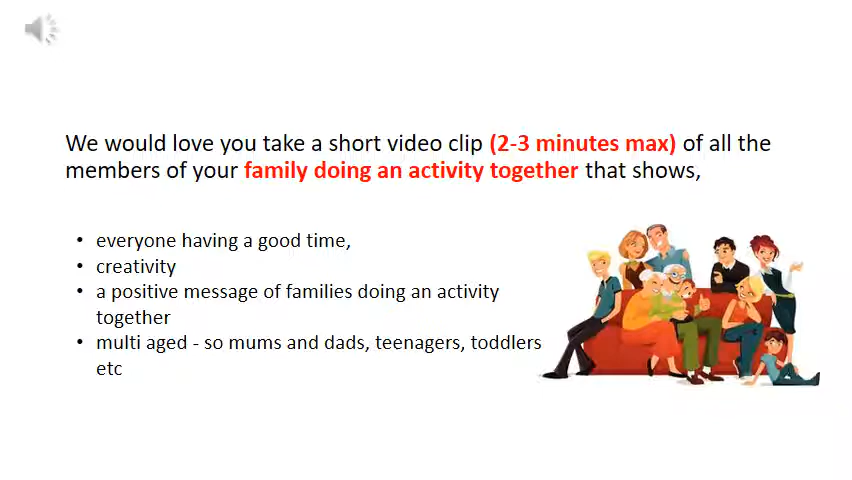 We would love you take a short video clip (2-3 minutes max) of all the
members of your family doing an activity together that shows,
• everyone having a good time,
• creativity
• a positive message of families doing an activity
together
• multi aged - so mums and dads, teenagers, toddlers
etc